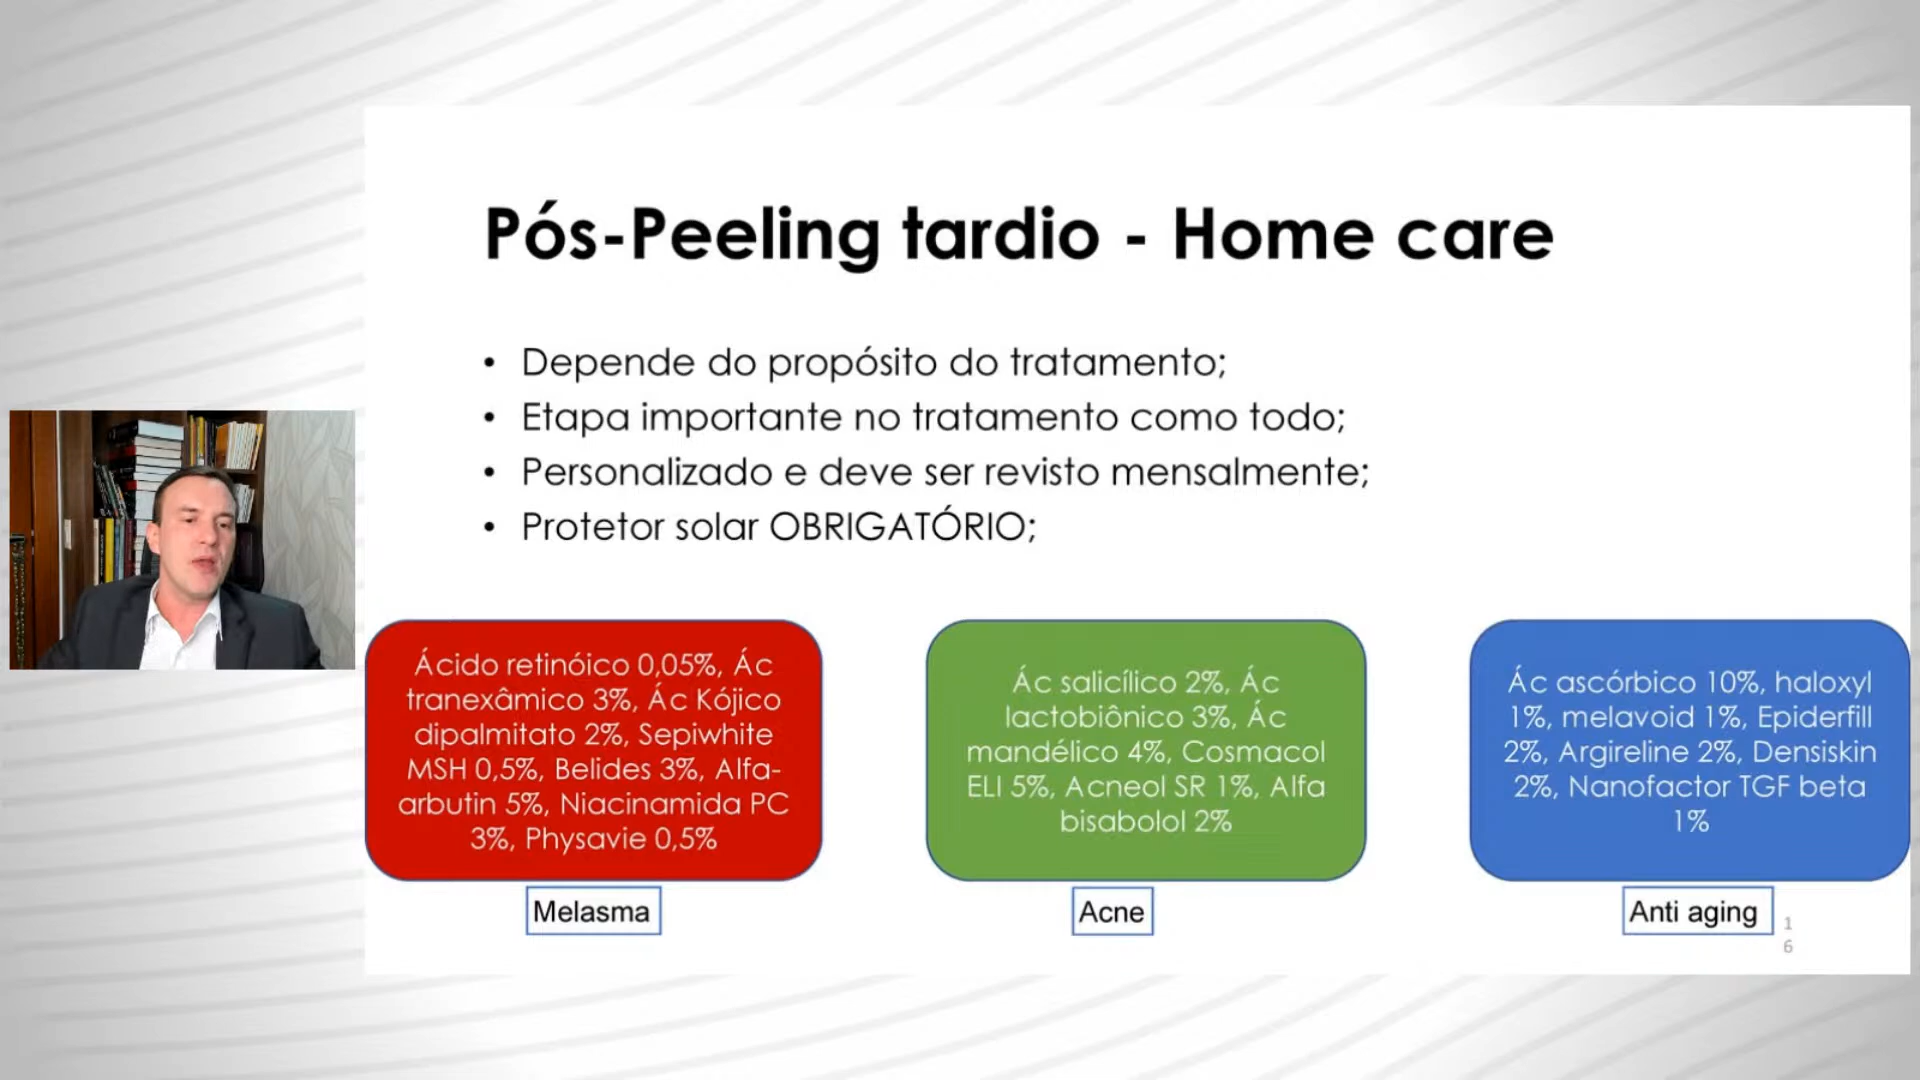 Pós-Peeling tardio - Home care
• Depende do propósito do tratamento;
• Etapa importante no tratamento como todo;
• Personalizado e deve ser revisto mensalmente;
• Protetor solar OBRIGATÓRIO;
Ácido retinóico 0,05%, Ác
tranexâmico 3%, Ác Kójico
dipalmitato 2%, Sepiwhite
MSH 0,5%, Belides 3%, Alfa-
arbutin 5%, Niacinamida PC
3%, Physavie 0,5%
Melasma
Ác salicílico 2%, Ác
lactobiônico 3%, Ác
mandélico 4%, Cosmacol
ELI 5%, Acneol SR 1%, Alfa
bisabolol 2%
Acne
Ác ascórbico 10%, haloxyl
1%, melavoid 1%, Epiderfill
2%, Argireline 2%, Densiskin
2%, Nanofactor TGF beta
1%
Anti aging
1
6